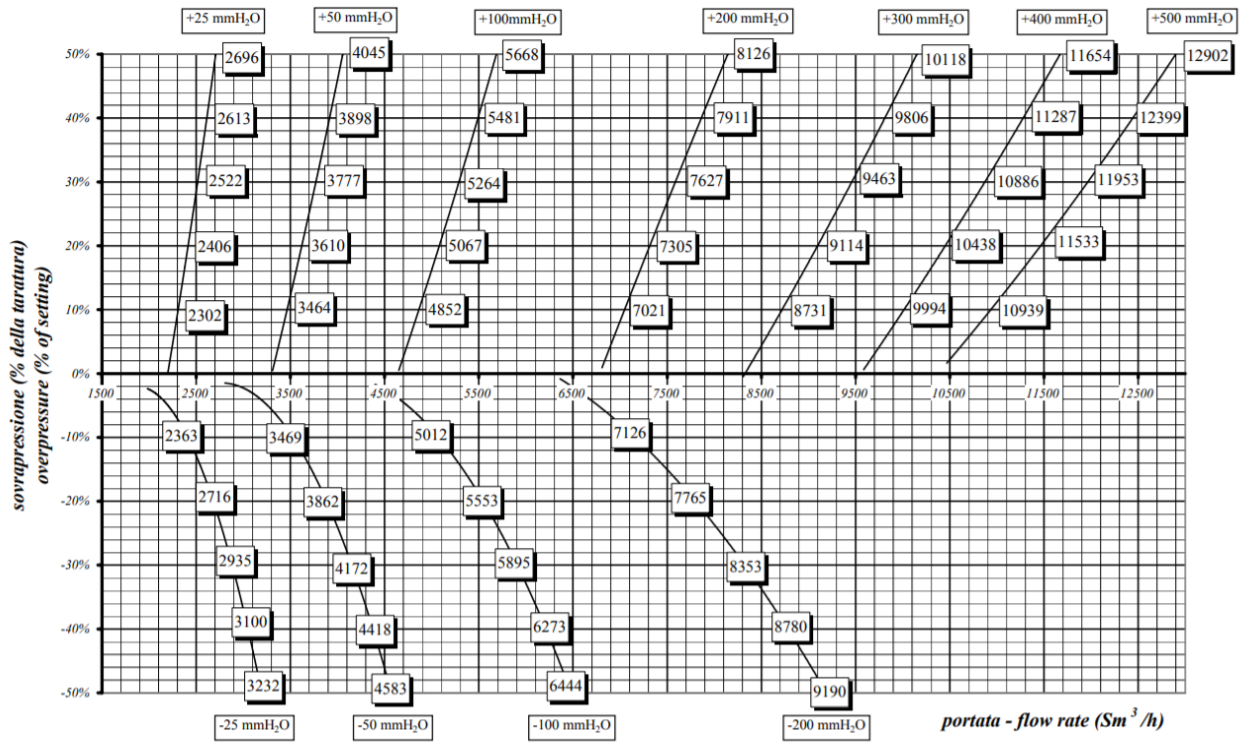 +25 mmH₂O +50 mmH₂O +100mmH₂O +200 mmH₂O +300 mmH₂O +400 mmH₂O +500 mmH₂O
50% 2696 4045 5668 8126 10118 11654 12902
40% 2613 3898 5481 7911 9806 11287 12399
30% 2522 3777 5264 7627 9463 10886 11953
20% 2406 3610 5067 7305 9114 10438 11533
10% 2302 3464 4852 7021 8731 9994 10939
0%
1500 2500 3500 4500 5500 6500 7500 8500 9500 10500 11500 12500
-10% 2363 3469 5012 7126
-20% 2716 3862 5553 7765
-30% 2935 4172 5895 8353
-40% 3100 4418 6273 8780
-50% 3232 4583 6444 9190
-25 mmH₂O -50 mmH₂O -100 mmH₂O -200 mmH₂O
portata - flow rate (Sm³/h)
sovrapressione (% della taratura)
overpressure (% of setting)